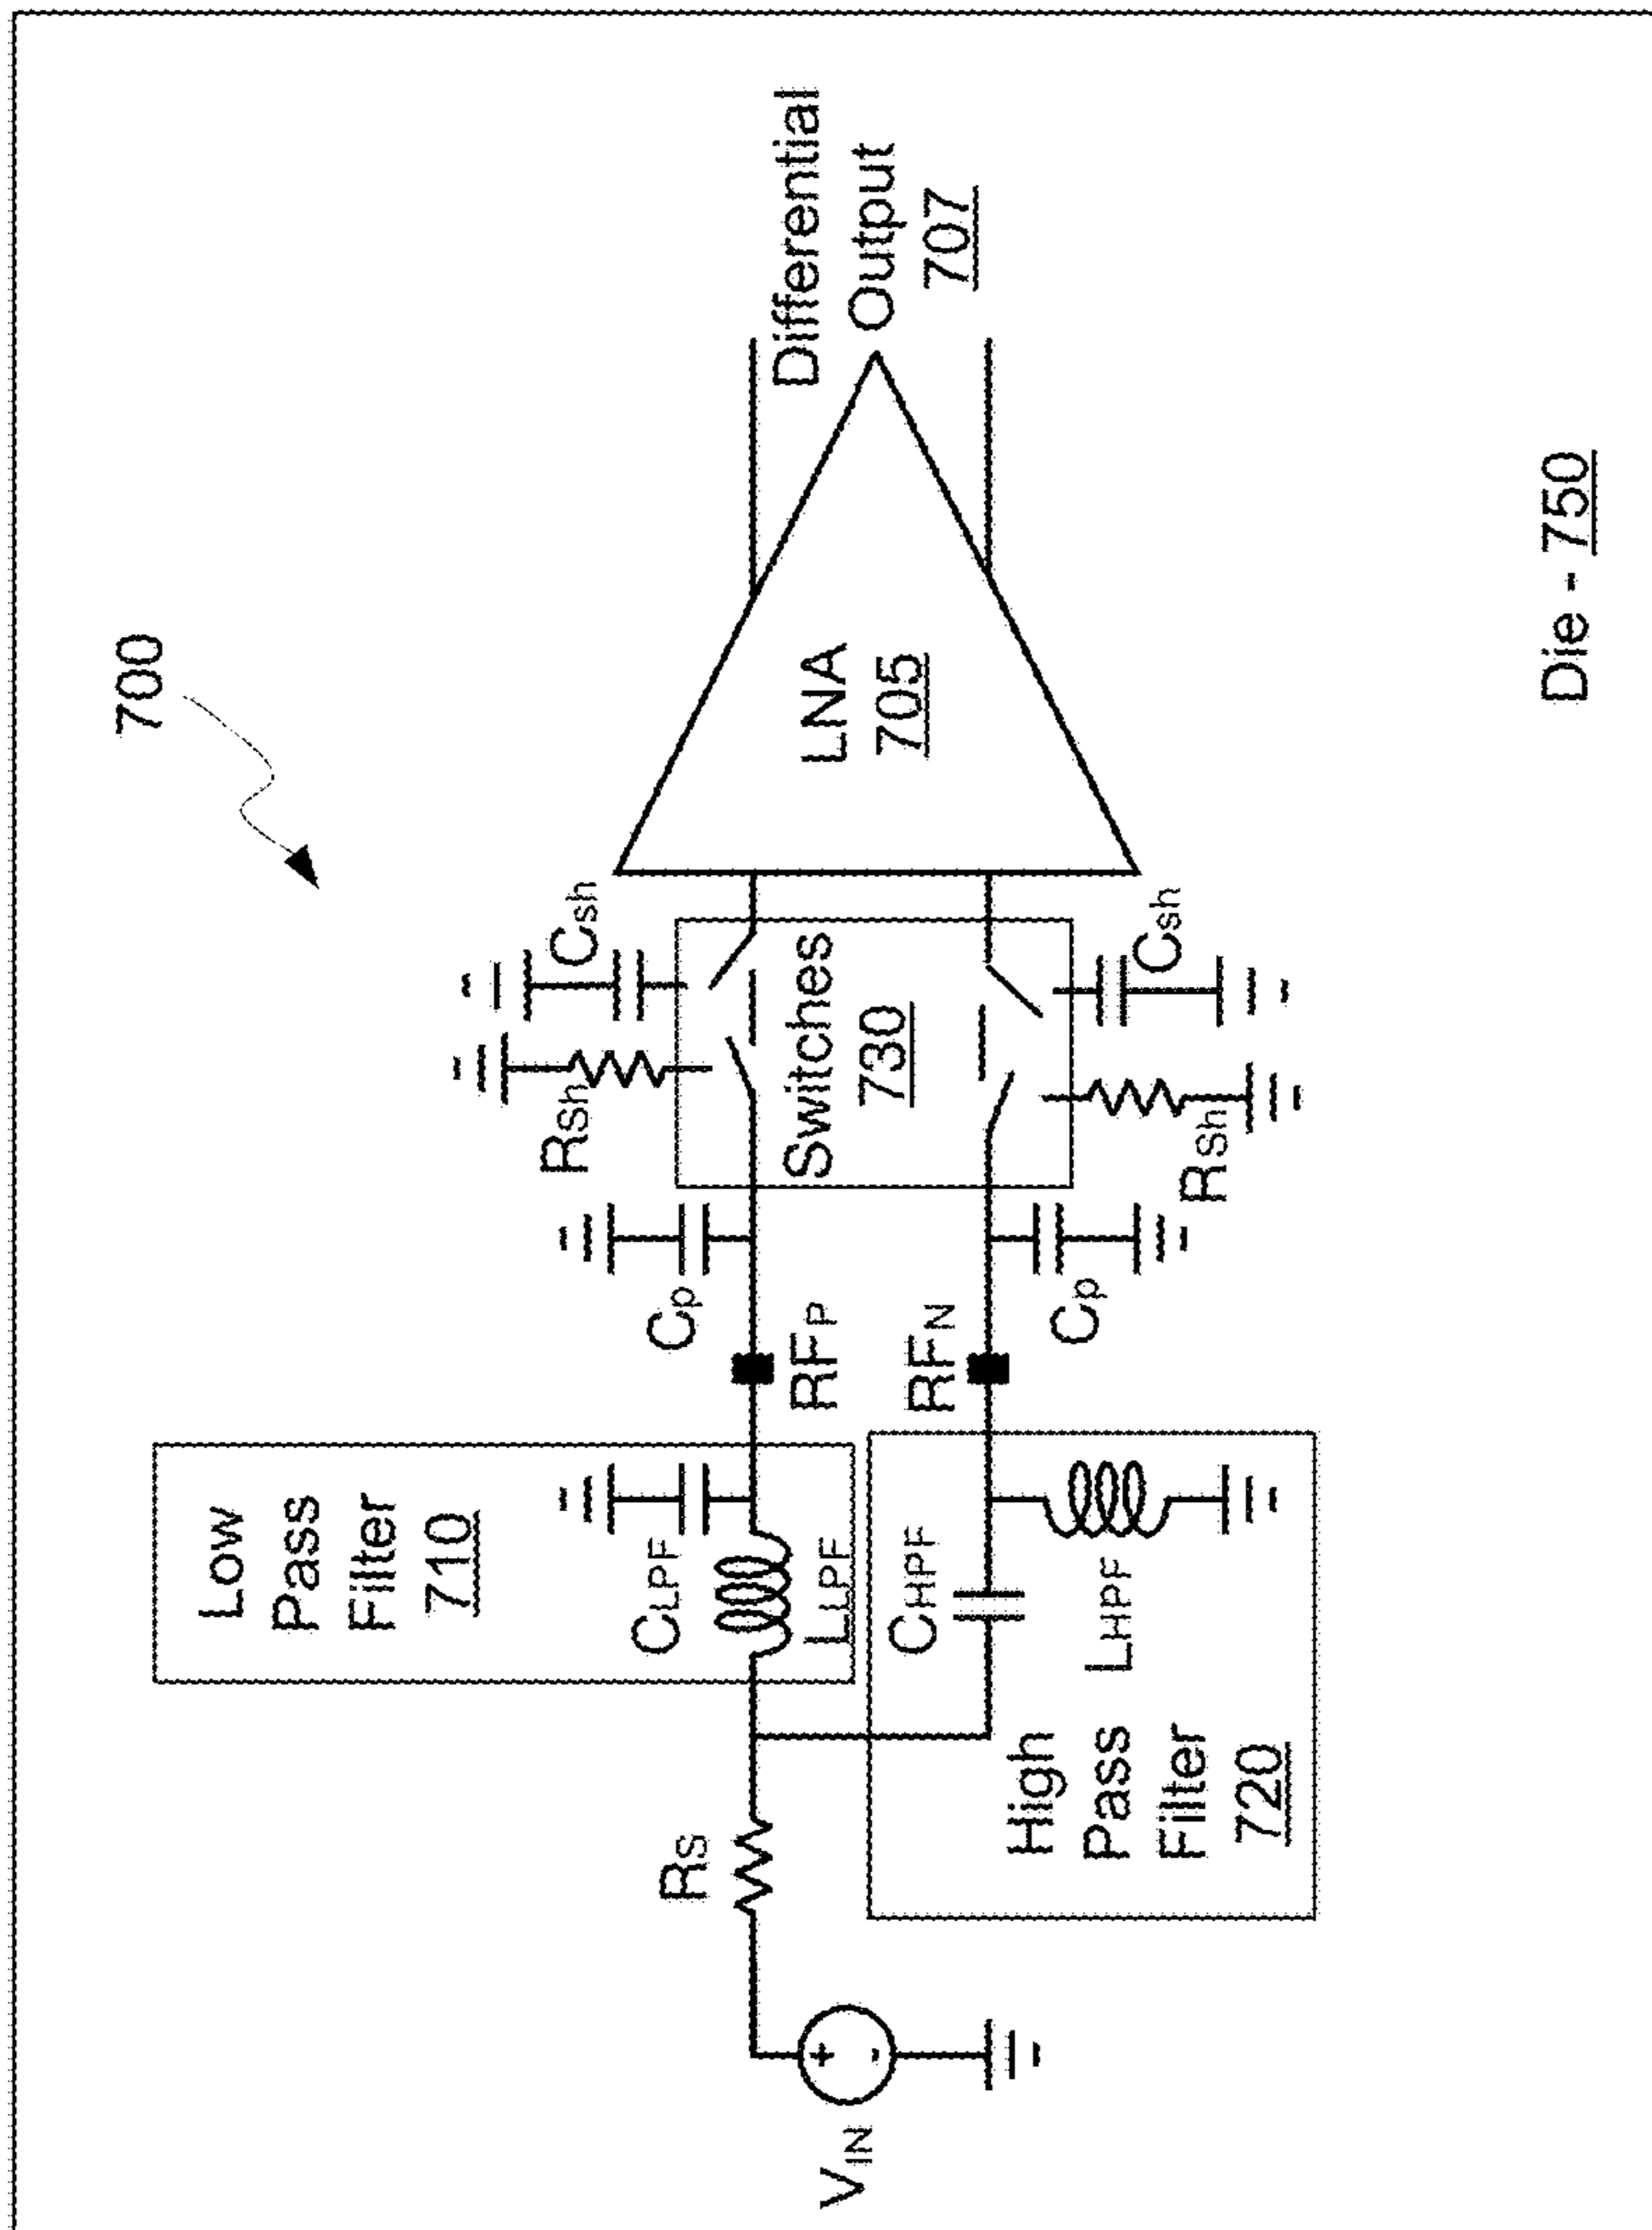 700
Low
Pass
Filter
710
CLPF
LLPF
RS
VIN
High
Pass
Filter
720
CHPF
LHPF
RFP
RFN
Cp
Cp
RSh
Csh
Switches
730
RSh
Csh
LNA
705
Differential
Output
707
Die - 750